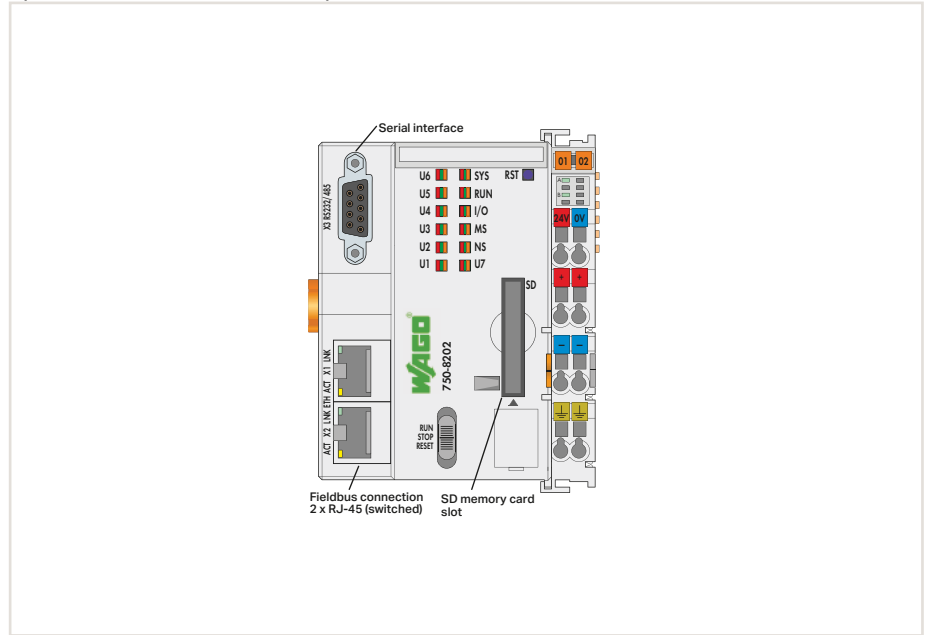 Serial interface
X3 RS232/485
U6 SYS RST
U5 RUN
U4 I/O
U3 MS
U2 NS
U1 U7
SD
01 02
A
B
24V 0V
+ +
− −
WAGO
®
750-8202
ACT X2 LNK ETH ACT X1 LNK
RUN
STOP
RESET
Fieldbus connection
2 x RJ-45 (switched)
SD memory card
slot